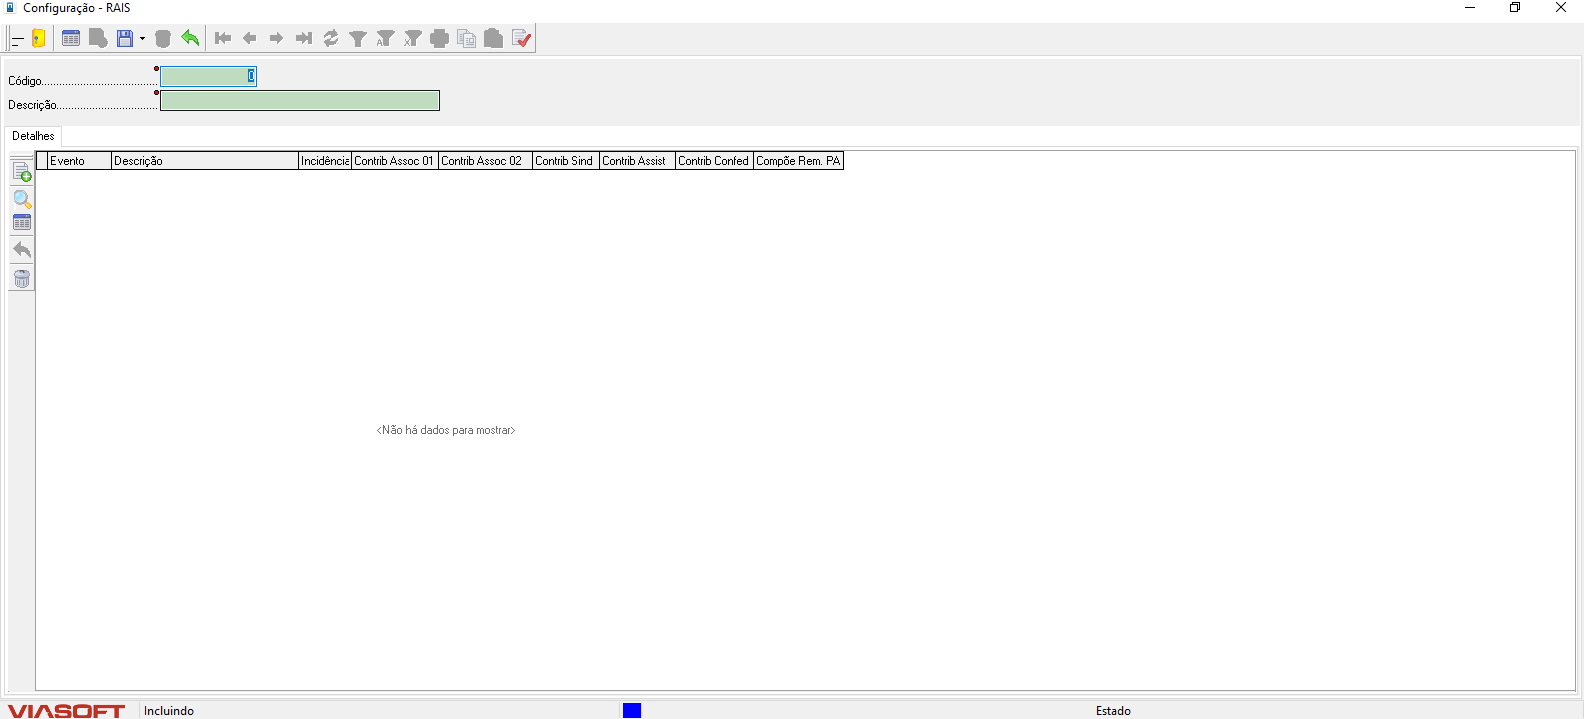 Configuração - RAIS
Código
0
Descrição
Detalhes
Evento Descrição Incidência Contrib Assoc 01 Contrib Assoc 02 Contrib Sind Contrib Assist Contrib Confed Compõe Rem. PA
<Não há dados para mostrar>
VIASOFT Incluindo Estado